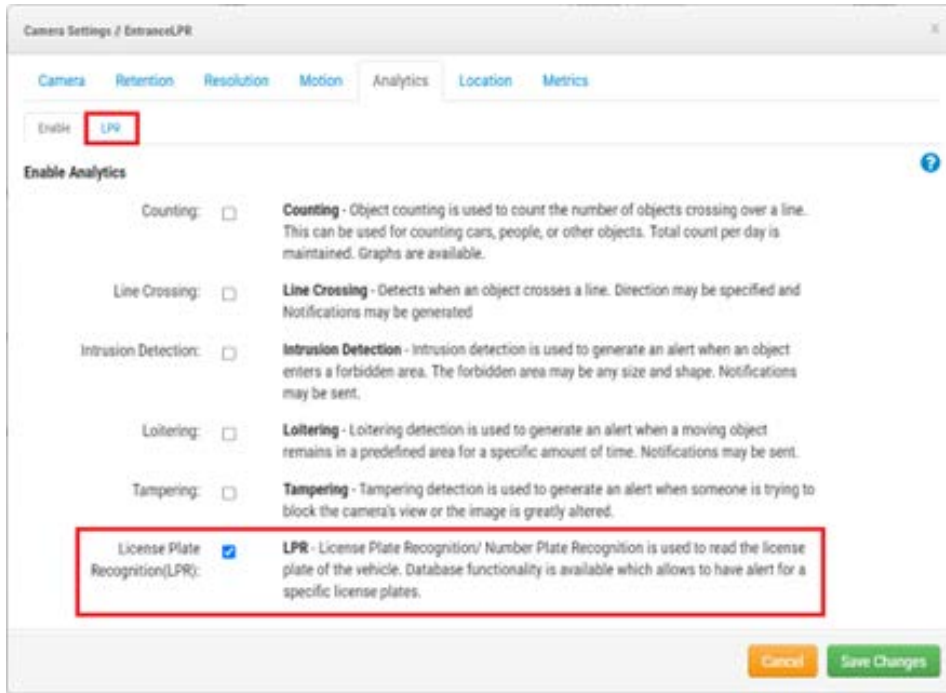 Camera Settings // EntranceLPR
x
Camera Retention Resolution Motion Analytics Location Metrics
Enable LPR
Enable Analytics
?
Counting: Counting - Object counting is used to count the number of objects crossing over a line.
This can be used for counting cars, people, or other objects. Total count per day is
maintained. Graphs are available.
Line Crossing: Line Crossing - Detects when an object crosses a line. Direction may be specified and
Notifications may be generated
Intrusion Detection: Intrusion Detection - Intrusion detection is used to generate an alert when an object
enters a forbidden area. The forbidden area may be any size and shape. Notifications
may be sent.
Loitering: Loitering - Loitering detection is used to generate an alert when a moving object
remains in a predefined area for a specific amount of time. Notifications may be sent.
Tampering: Tampering - Tampering detection is used to generate an alert when someone is trying to
block the camera's view or the image is greatly altered.
License Plate LPR - License Plate Recognition/ Number Plate Recognition is used to read the license
Recognition(LPR): plate of the vehicle. Database functionality is available which allows to have alert for a
specific license plates.
Cancel Save Changes